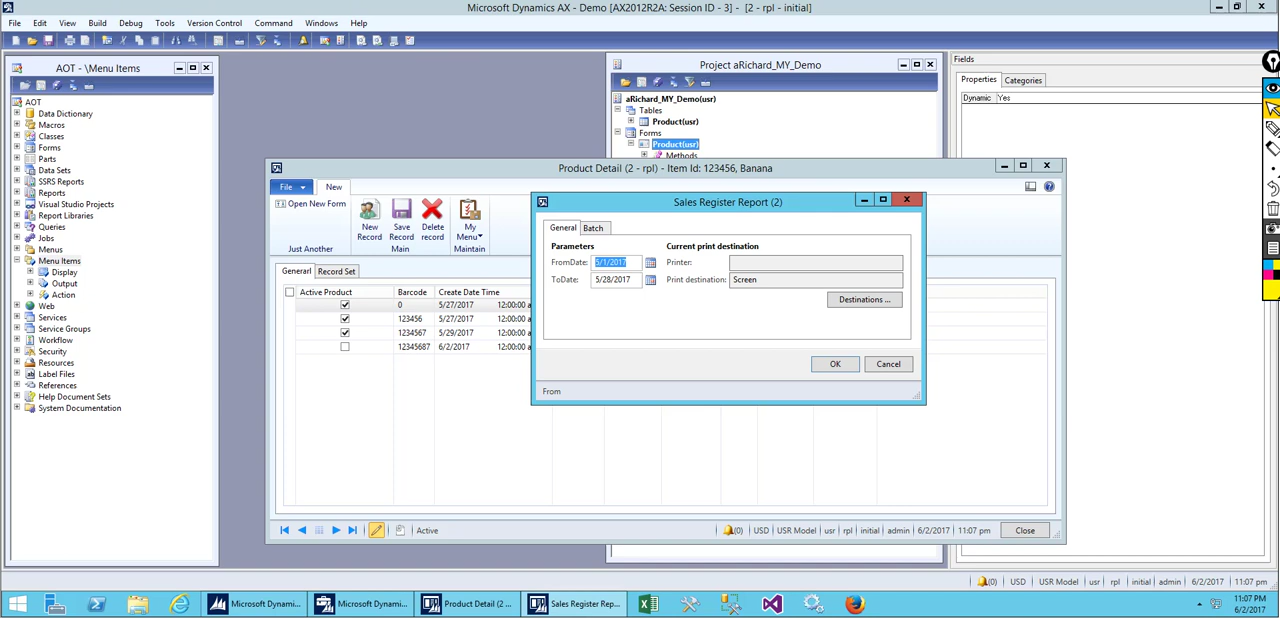 Microsoft Dynamics AX - Demo [AX2012R2A: Session ID - 3] - [2 - rpl - initial]
File Edit View Build Debug Tools Version Control Command Windows Help
AOT - \Menu Items
AOT
Data Dictionary
Macros
Classes
Forms
Parts
Data Sets
SSRS Reports
Reports
Visual Studio Projects
Report Libraries
Queries
Jobs
Menus
Menu Items
Display
Output
Action
Web
Services
Service Groups
Workflow
Security
Resources
Label Files
References
Help Document Sets
System Documentation
Project aRichard_MY_Demo
aRichard_MY_Demo(usr)
Tables
Product(usr)
Forms
Product(usr)
Methods
Fields
Properties Categories
Dynamic Yes
Product Detail (2 - rpl) - Item Id: 123456, Banana
File New
Open New Form
Just Another
New Record
Save Record
Delete record
Main
My Menu
Maintain
General Record Set
Active Product Barcode Create Date Time
0 5/27/2017 12:00:00 a
123456 5/27/2017 12:00:00 a
1234567 5/29/2017 12:00:00 a
12345687 6/2/2017 12:00:00 a
Sales Register Report (2)
General Batch
Parameters Current print destination
FromDate: 5/1/2017 Printer:
ToDate: 5/28/2017 Print destination: Screen
Destinations ...
OK Cancel
From
Active (0) USD USR Model usr rpl initial admin 6/2/2017 11:07 pm Close
(0) USD USR Model usr rpl initial admin 6/2/2017 11:07 pm
Microsoft Dynami... Microsoft Dynami... Product Detail (2 ... Sales Register Rep...
11:07 PM
6/2/2017